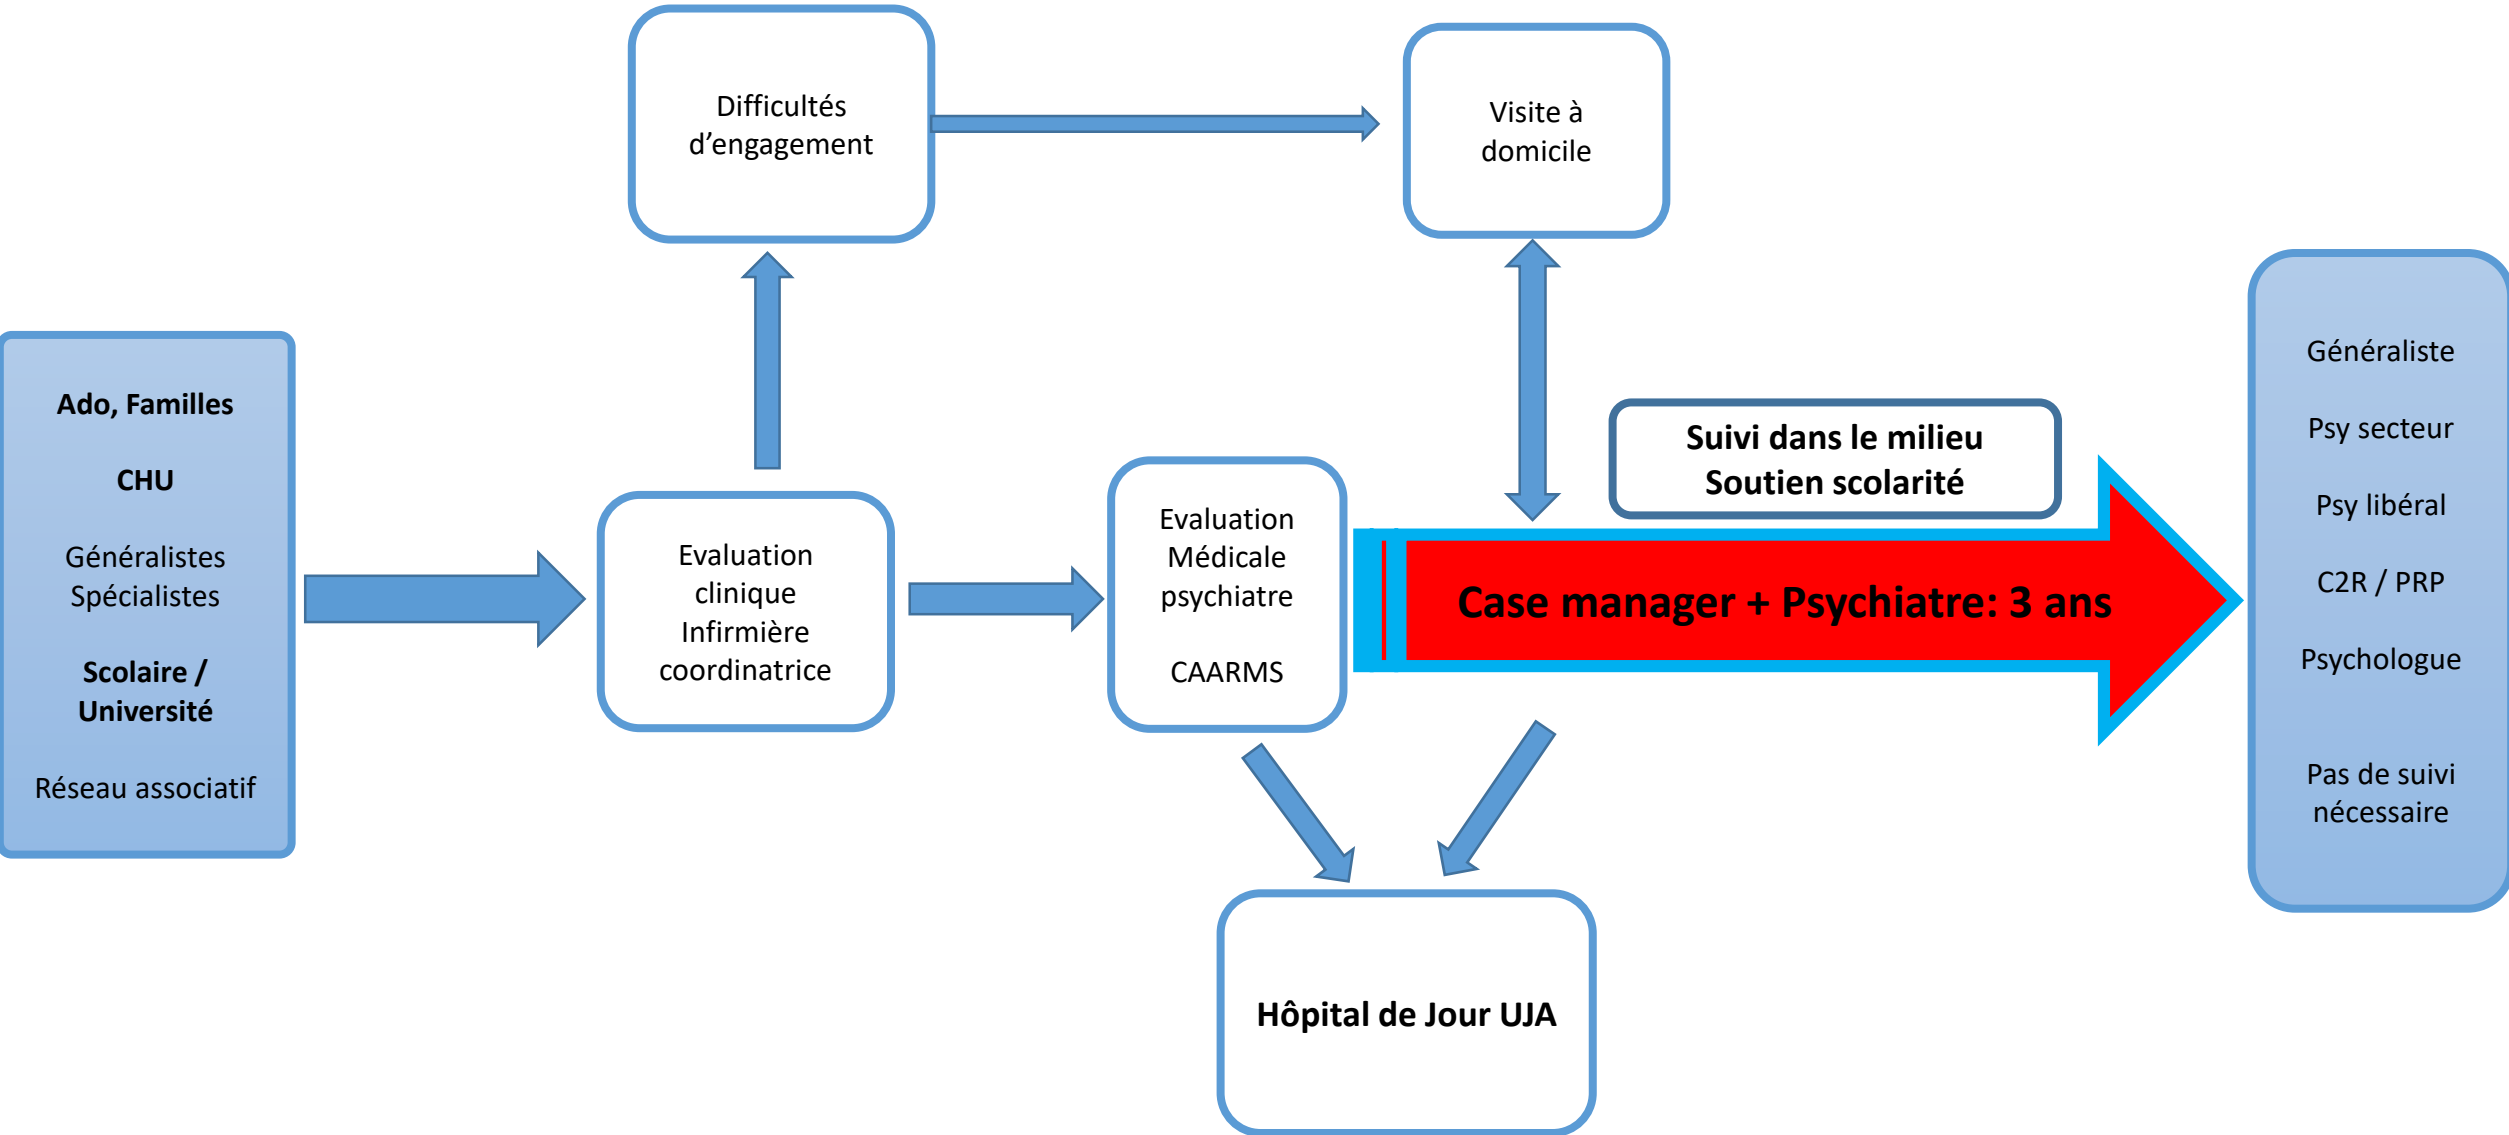 Difficultés
d’engagement
Visite à
domicile
Ado, Familles
CHU
Généralistes
Spécialistes
Scolaire /
Université
Réseau associatif
Evaluation
clinique
Infirmière
coordinatrice
Evaluation
Médicale
psychiatre
CAARMS
Suivi dans le milieu
Soutien scolarité
Case manager + Psychiatre: 3 ans
Généraliste
Psy secteur
Psy libéral
C2R / PRP
Psychologue
Pas de suivi
nécessaire
Hôpital de Jour UJA